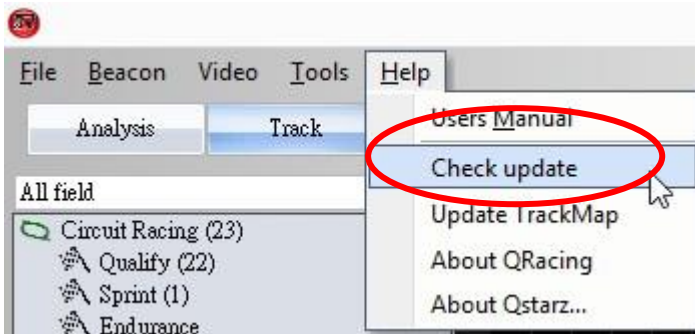 File Beacon Video Tools Help
Analysis Track
Users Manual
Check update
Update TrackMap
About QRacing
About Qstarz...
All field
Circuit Racing (23)
Qualify (22)
Sprint (1)
Endurance